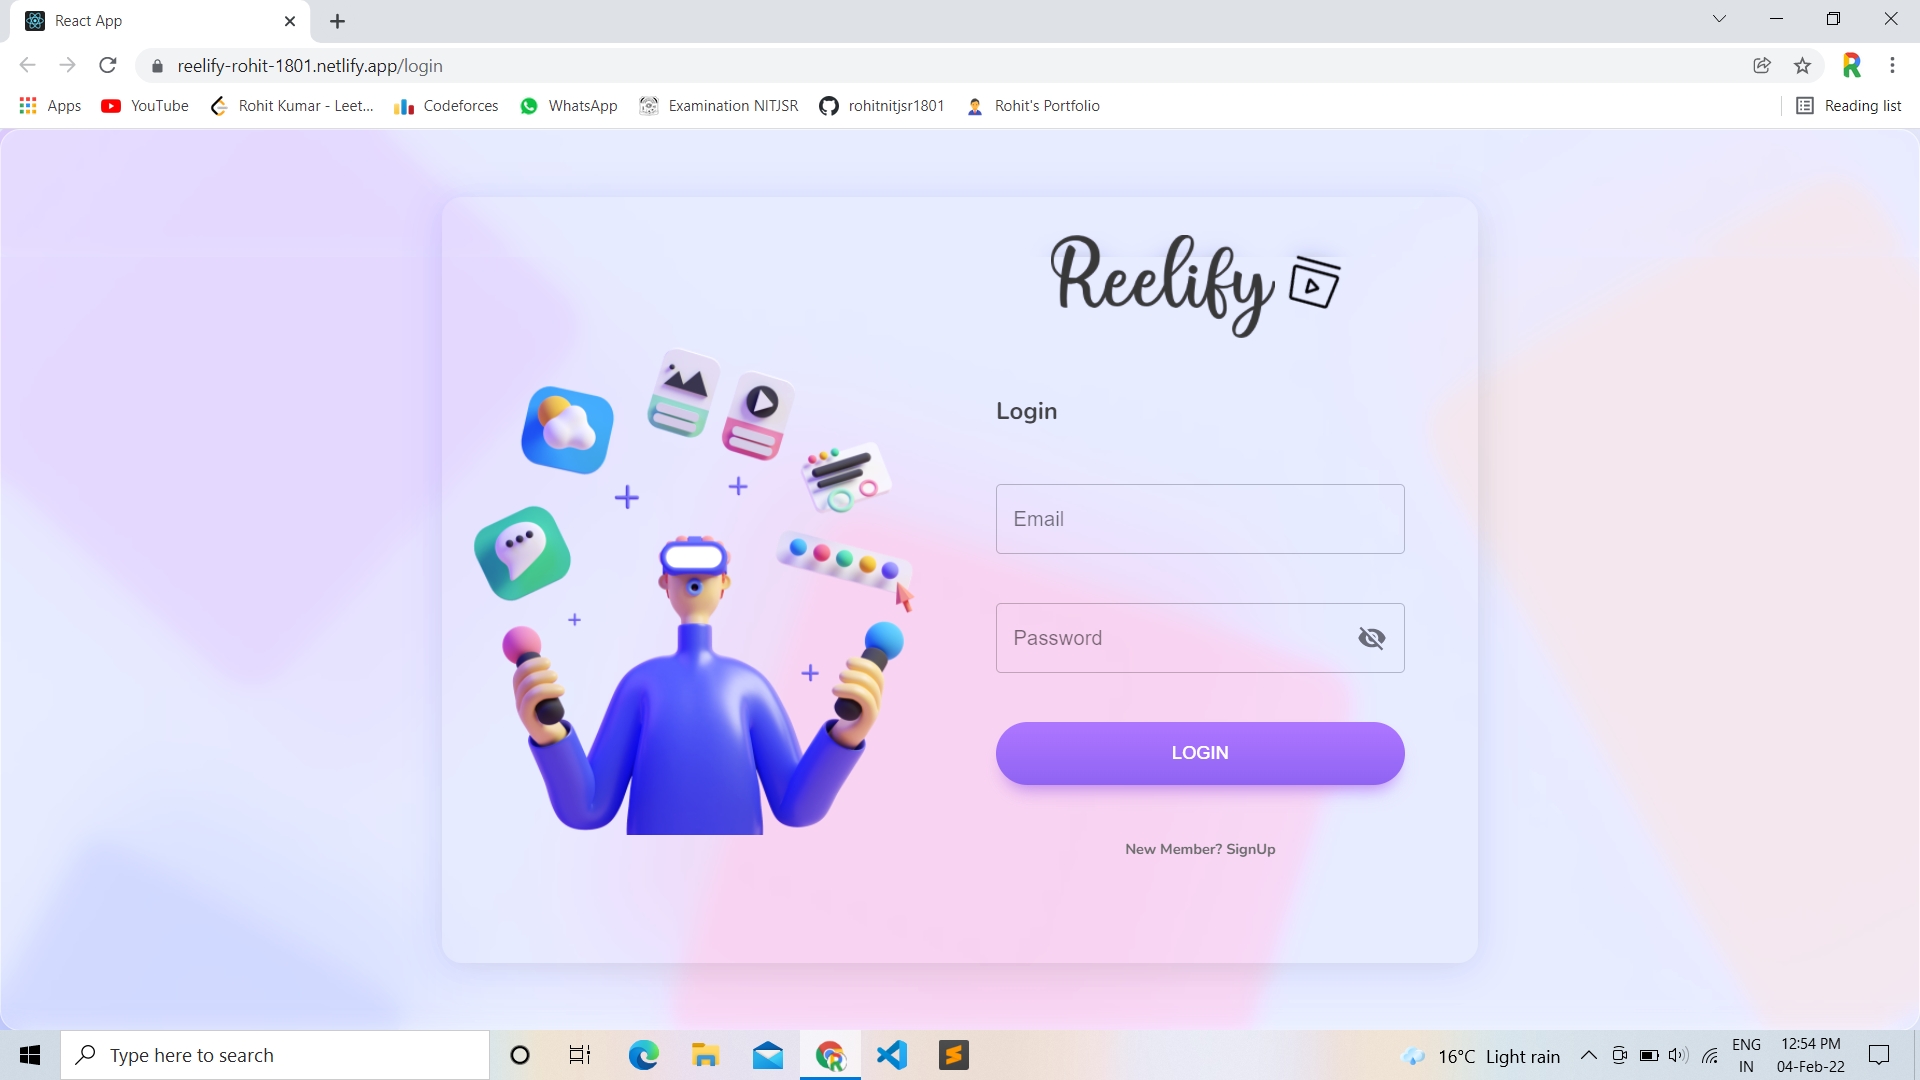 React App
reelify-rohit-1801.netlify.app/login
Apps YouTube Rohit Kumar - Leet... Codeforces WhatsApp Examination NITJSR rohitnitjsr1801 Rohit's Portfolio Reading list
Reelify
Login
Email
Password
LOGIN
New Member? SignUp
Type here to search
16°C Light rain
ENG
IN
12:54 PM
04-Feb-22